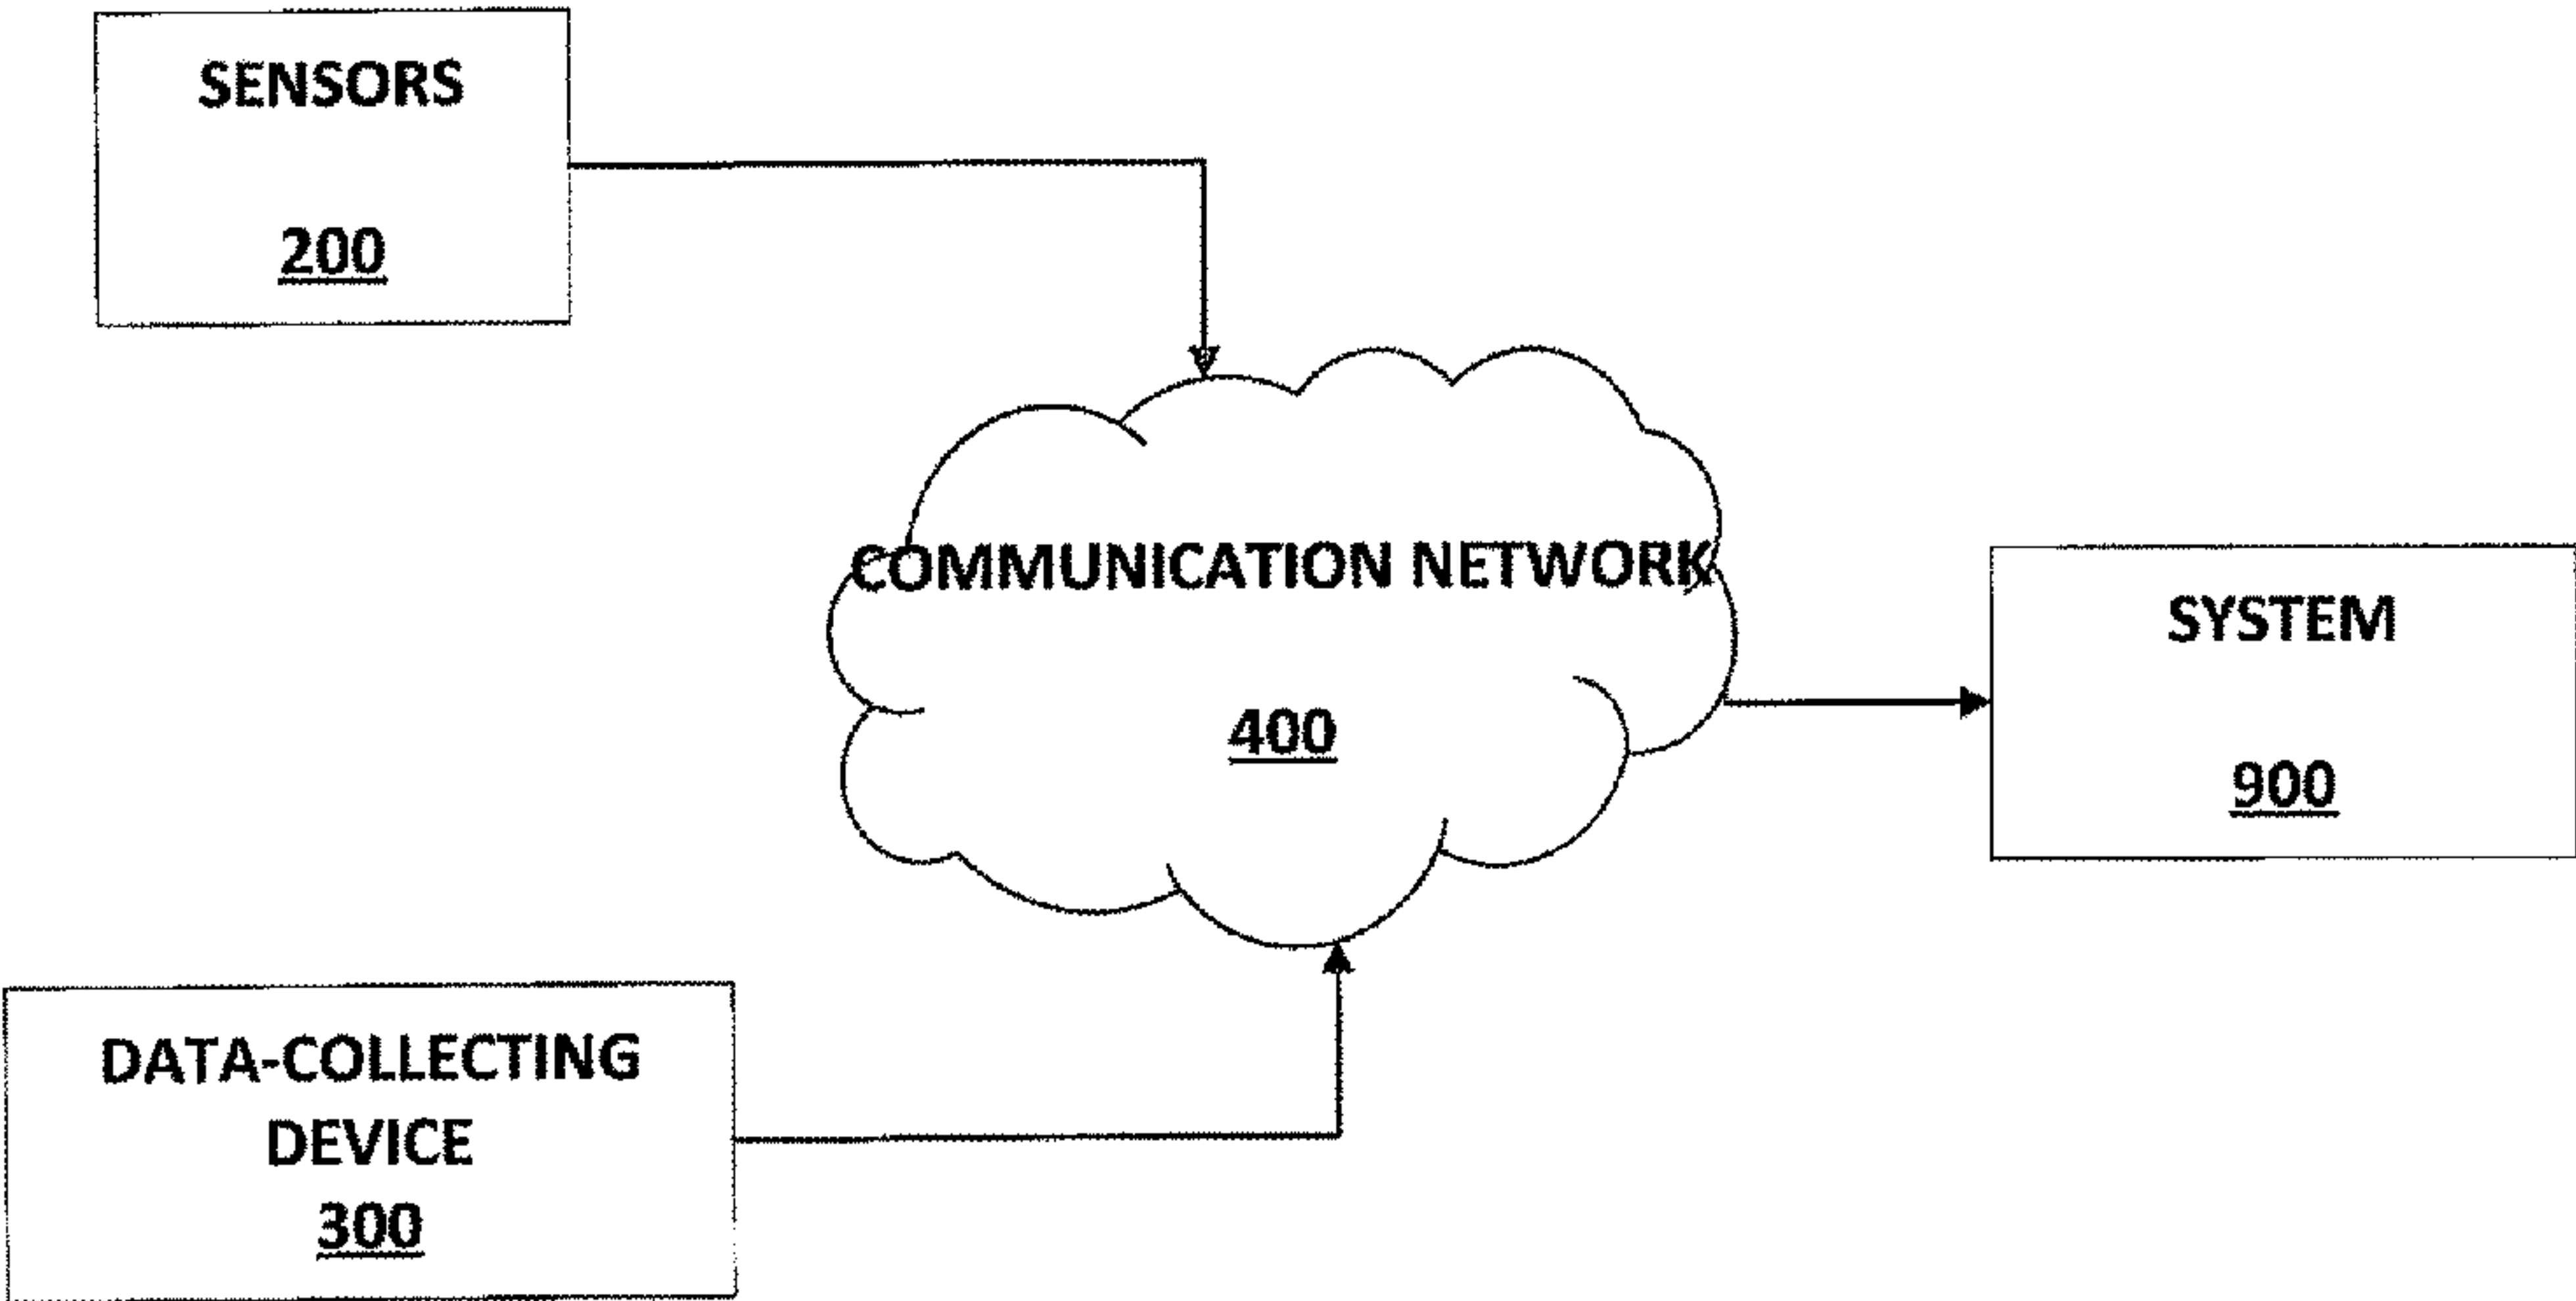 SENSORS
200
COMMUNICATION NETWORK
400
SYSTEM
900
DATA-COLLECTING
DEVICE
300